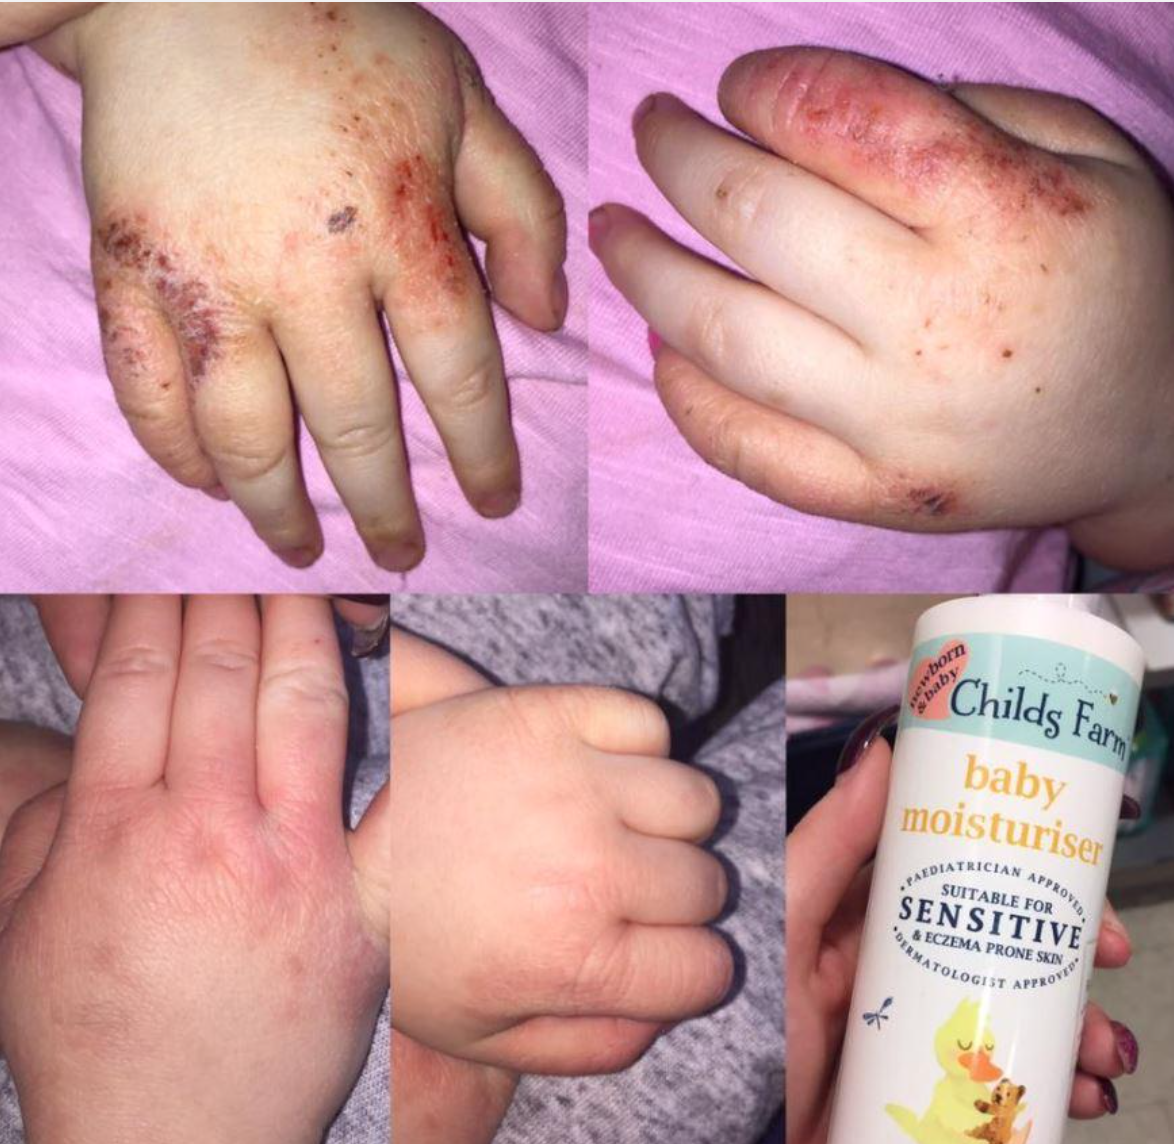 newborn
& baby
Childs Farm
baby
moisturiser
PAEDIATRICIAN APPROVED
SUITABLE FOR
SENSITIVE
& ECZEMA PRONE SKIN
DERMATOLOGIST APPROVED